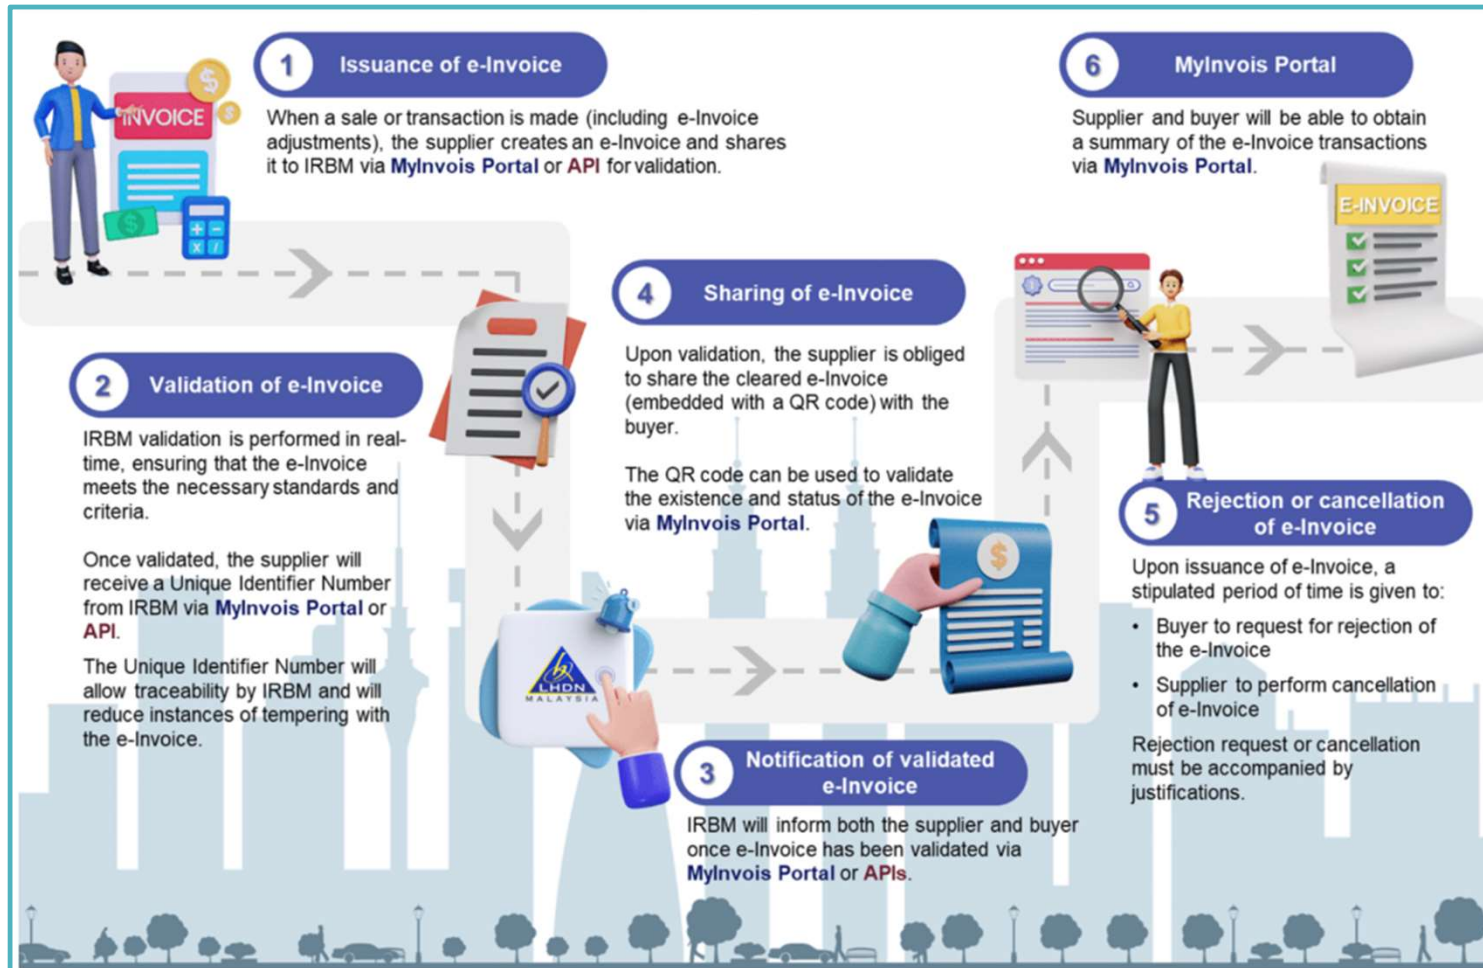 1
Issuance of e-Invoice
When a sale or transaction is made (including e-Invoice
adjustments), the supplier creates an e-Invoice and shares
it to IRBM via MyInvois Portal or API for validation.
INVOICE
$
$
$
2
Validation of e-Invoice
IRBM validation is performed in real-
time, ensuring that the e-Invoice
meets the necessary standards and
criteria.
Once validated, the supplier will
receive a Unique Identifier Number
from IRBM via MyInvois Portal or
API.
The Unique Identifier Number will
allow traceability by IRBM and will
reduce instances of tempering with
the e-Invoice.
LHDN
MALAYSIA
3
Notification of validated
e-Invoice
IRBM will inform both the supplier and buyer
once e-Invoice has been validated via
MyInvois Portal or APIs.
4
Sharing of e-Invoice
Upon validation, the supplier is obliged
to share the cleared e-Invoice
(embedded with a QR code) with the
buyer.
The QR code can be used to validate
the existence and status of the e-Invoice
via MyInvois Portal.
$
5
Rejection or cancellation
of e-Invoice
Upon issuance of e-Invoice, a
stipulated period of time is given to:
• Buyer to request for rejection of
the e-Invoice
• Supplier to perform cancellation
of e-Invoice
Rejection request or cancellation
must be accompanied by
justifications.
6
MyInvois Portal
Supplier and buyer will be able to obtain
a summary of the e-Invoice transactions
via MyInvois Portal.
E-INVOICE